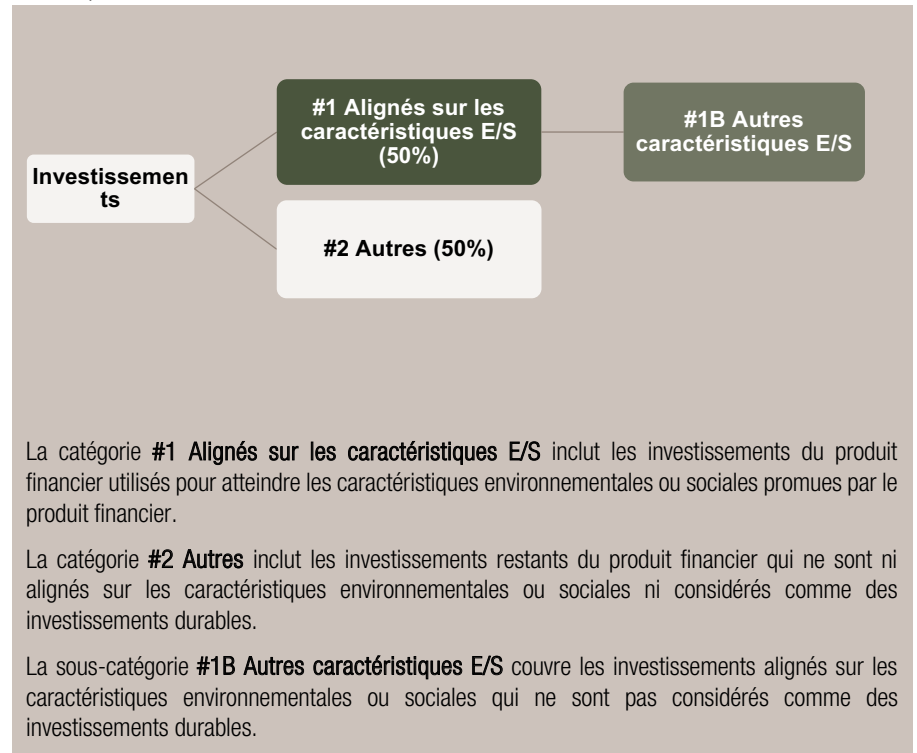 #1 Alignés sur les
caractéristiques E/S
(50%)
#1B Autres
caractéristiques E/S
Investissemen
ts
#2 Autres (50%)
La catégorie #1 Alignés sur les caractéristiques E/S inclut les investissements du produit
financier utilisés pour atteindre les caractéristiques environnementales ou sociales promues par le
produit financier.
La catégorie #2 Autres inclut les investissements restants du produit financier qui ne sont ni
alignés sur les caractéristiques environnementales ou sociales ni considérés comme des
investissements durables.
La sous-catégorie #1B Autres caractéristiques E/S couvre les investissements alignés sur les
caractéristiques environnementales ou sociales qui ne sont pas considérés comme des
investissements durables.